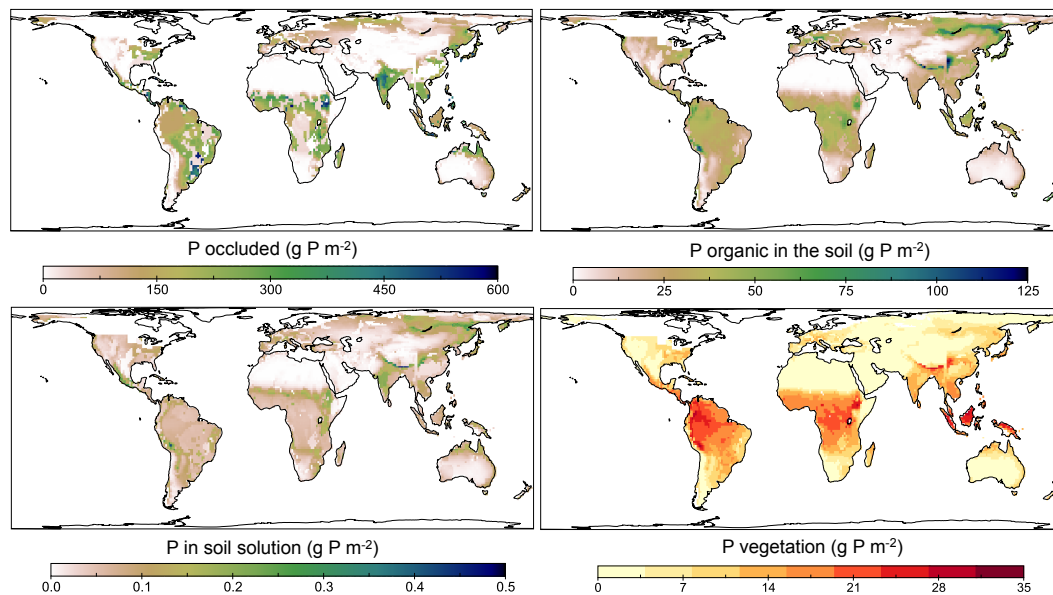 P occluded (g P m-2)
0 150 300 450 600
P organic in the soil (g P m-2)
0 25 50 75 100 125
P in soil solution (g P m-2)
0.0 0.1 0.2 0.3 0.4 0.5
P vegetation (g P m-2)
0 7 14 21 28 35